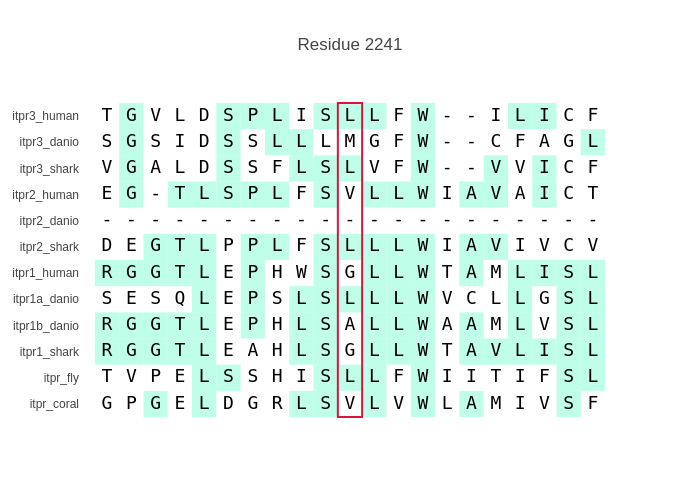 Residue 2241
itpr3_human T G V L D S P L I S L L F W - - I L I C F
itpr3_danio S G S I D S S L L L M G F W - - C F A G L
itpr3_shark V G A L D S S F L S L V F W - - V V I C F
itpr2_human E G - T L S P L F S V L L W I A V A I C T
itpr2_danio - - - - - - - - - - - - - - - - - - - - -
itpr2_shark D E G T L P P L F S L L L W I A V I V C V
itpr1_human R G G T L E P H W S G L L W T A M L I S L
itpr1a_danio S E S Q L E P S L S L L L W V C L L G S L
itpr1b_danio R G G T L E P H L S A L L W A A M L V S L
itpr1_shark R G G T L E A H L S G L L W T A V L I S L
itpr_fly T V P E L S S H I S L L F W I I T I F S L
itpr_coral G P G E L D G R L S V L V W L A M I V S F